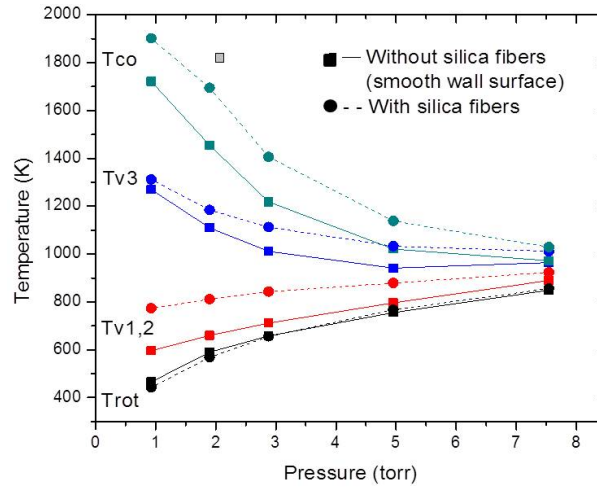 2000
1800
1600
1400
1200
1000
800
600
400
Temperature (K)
Tco
Tv3
Tv1,2
Trot
Without silica fibers
(smooth wall surface)
With silica fibers
0
1
2
3
4
5
6
7
8
Pressure (torr)